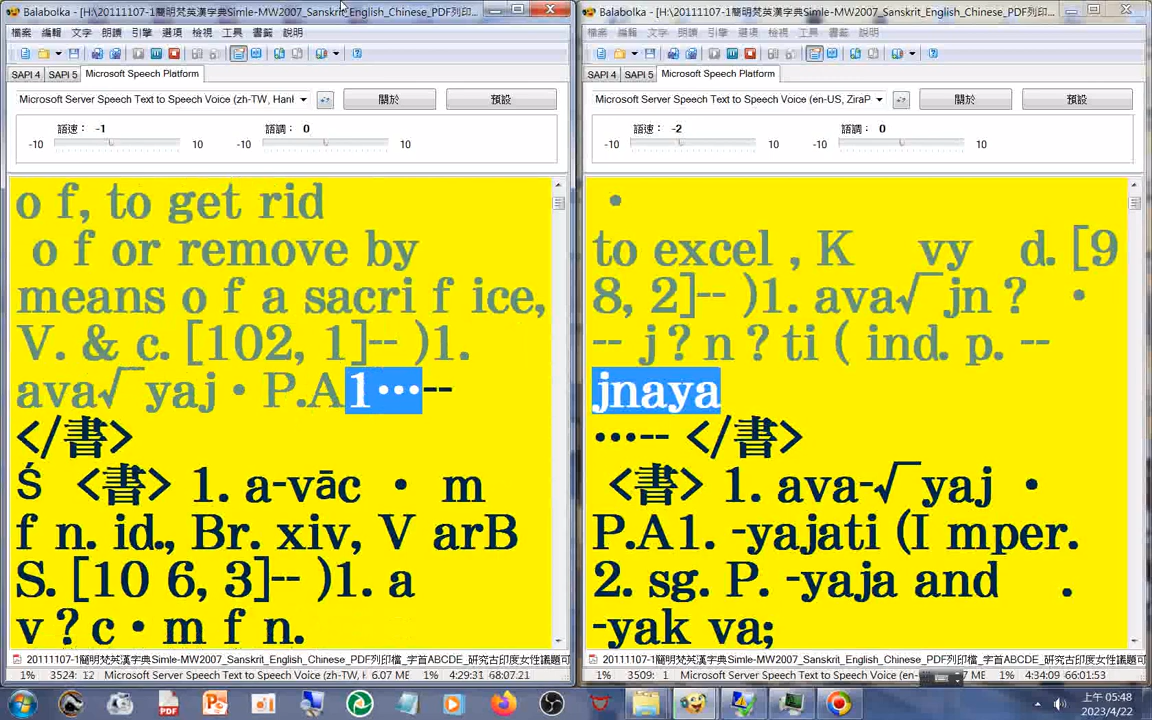 Balabolka - [H:\20111107-1簡明梵英漢字典Simle-MW2007_Sanskrit_English_Chinese_PDF列印...
檔案 編輯 文字 朗讀 引擎 選項 檢視 工具 書籤 說明
SAPI 4 SAPI 5 Microsoft Speech Platform
Microsoft Server Speech Text to Speech Voice (zh-TW, HanH
關於 預設
語速： -1 語調： 0
-10 10 -10 10
o f, to get rid
o f or remove by
means o f a sacri f ice,
V. & c. [102, 1]-- )1.
ava√ yaj • P.A1…--
</書>
Ś <書> 1. a-vāc • m
f n. id., Br. xiv, V arB
S. [10 6, 3]-- )1. a
v ? c • m f n.
20111107-1簡明梵英漢字典Simle-MW2007_Sanskrit_English_Chinese_PDF列印檔_字首ABCDE_研究古印度女性議題可
1% 3524: 12 Microsoft Server Speech Text to Speech Voice (zh-TW, H 6.07 ME 1% 4:29:31 68:07.21
Balabolka - [H:\20111107-1簡明梵英漢字典Simle-MW2007_Sanskrit_English_Chinese_PDF列印...
檔案 編輯 文字 朗讀 引擎 選項 檢視 工具 書籤 說明
SAPI 4 SAPI 5 Microsoft Speech Platform
Microsoft Server Speech Text to Speech Voice (en-US, ZiraP
關於 預設
語速： -2 語調： 0
-10 10 -10 10
•
to excel , K vy d. [9
8, 2]-- )1. ava√ jn ? •
-- j ? n ? ti ( ind. p. --
jnaya
…-- </書>
<書> 1. ava-√ yaj •
P.A1. -yajati (I mper.
2. sg. P. -yaja and .
-yak va;
20111107-1簡明梵英漢字典Simle-MW2007_Sanskrit_English_Chinese_PDF列印檔_字首ABCDE_研究古印度女性議題可
1% 3509: 1 Microsoft Server Speech Text to Speech Voice (en-us ME 1% 4:34:09 66:01.53
上午 05:48
2023/4/22